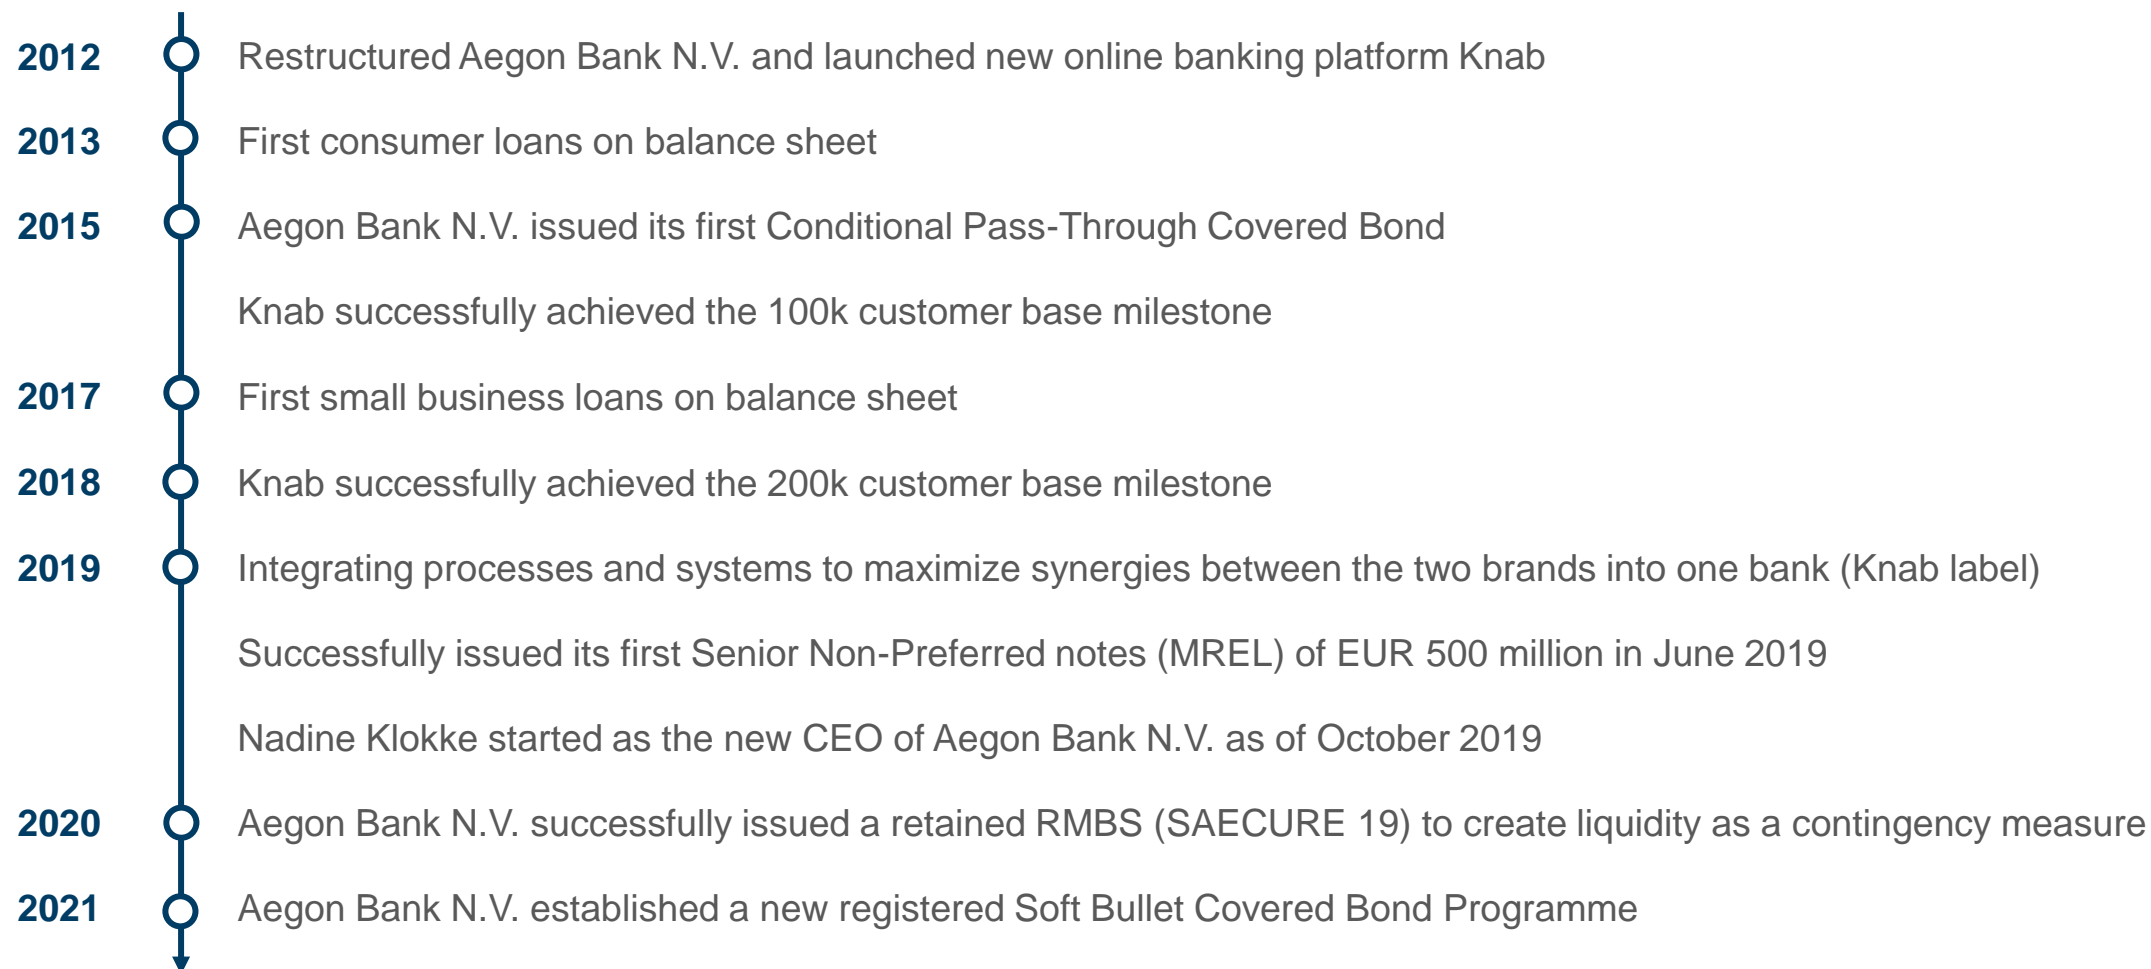 2012 Restructured Aegon Bank N.V. and launched new online banking platform Knab
2013 First consumer loans on balance sheet
2015 Aegon Bank N.V. issued its first Conditional Pass-Through Covered Bond
Knab successfully achieved the 100k customer base milestone
2017 First small business loans on balance sheet
2018 Knab successfully achieved the 200k customer base milestone
2019 Integrating processes and systems to maximize synergies between the two brands into one bank (Knab label)
Successfully issued its first Senior Non-Preferred notes (MREL) of EUR 500 million in June 2019
Nadine Klokke started as the new CEO of Aegon Bank N.V. as of October 2019
2020 Aegon Bank N.V. successfully issued a retained RMBS (SAECURE 19) to create liquidity as a contingency measure
2021 Aegon Bank N.V. established a new registered Soft Bullet Covered Bond Programme